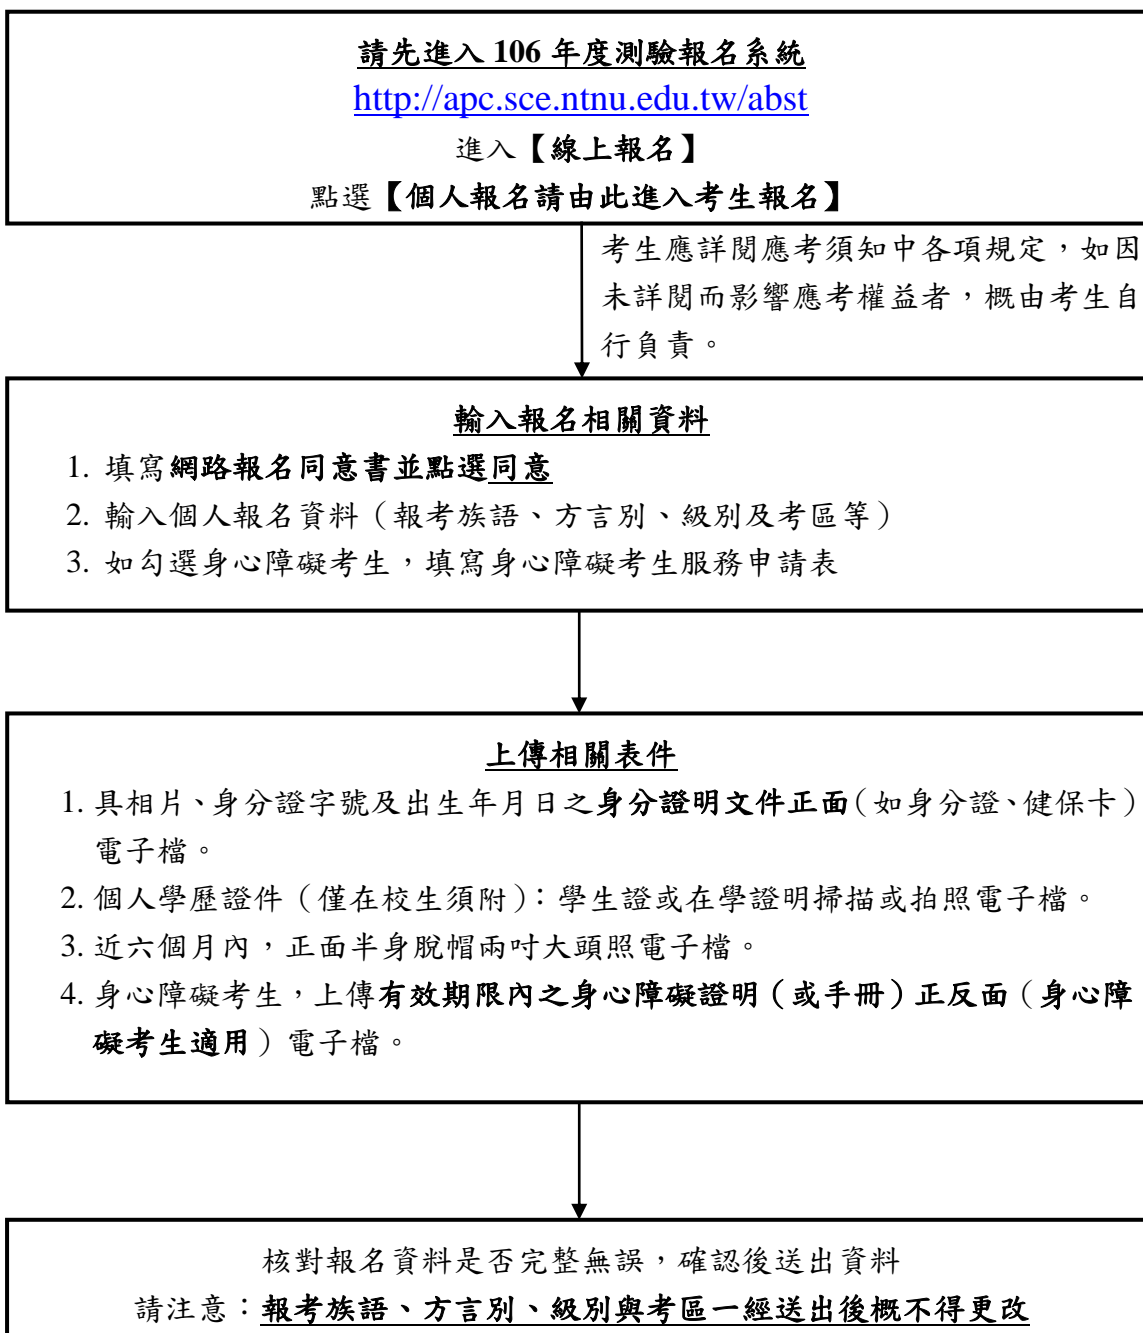 請先進入 106 年度測驗報名系統
http://apc.sce.ntnu.edu.tw/abst
進入【線上報名】
點選【個人報名請由此進入考生報名】
考生應詳閱應考須知中各項規定，如因
未詳閱而影響應考權益者，概由考生自
行負責。
輸入報名相關資料
1. 填寫網路報名同意書並點選同意
2. 輸入個人報名資料（報考族語、方言別、級別及考區等）
3. 如勾選身心障礙考生，填寫身心障礙考生服務申請表
上傳相關表件
1. 具相片、身分證字號及出生年月日之身分證明文件正面（如身分證、健保卡）
電子檔。
2. 個人學歷證件（僅在校生須附）：學生證或在學證明掃描或拍照電子檔。
3. 近六個月內，正面半身脫帽兩吋大頭照電子檔。
4. 身心障礙考生，上傳有效期限內之身心障礙證明（或手冊）正反面（身心障
礙考生適用）電子檔。
核對報名資料是否完整無誤，確認後送出資料
請注意：報考族語、方言別、級別與考區一經送出後概不得更改